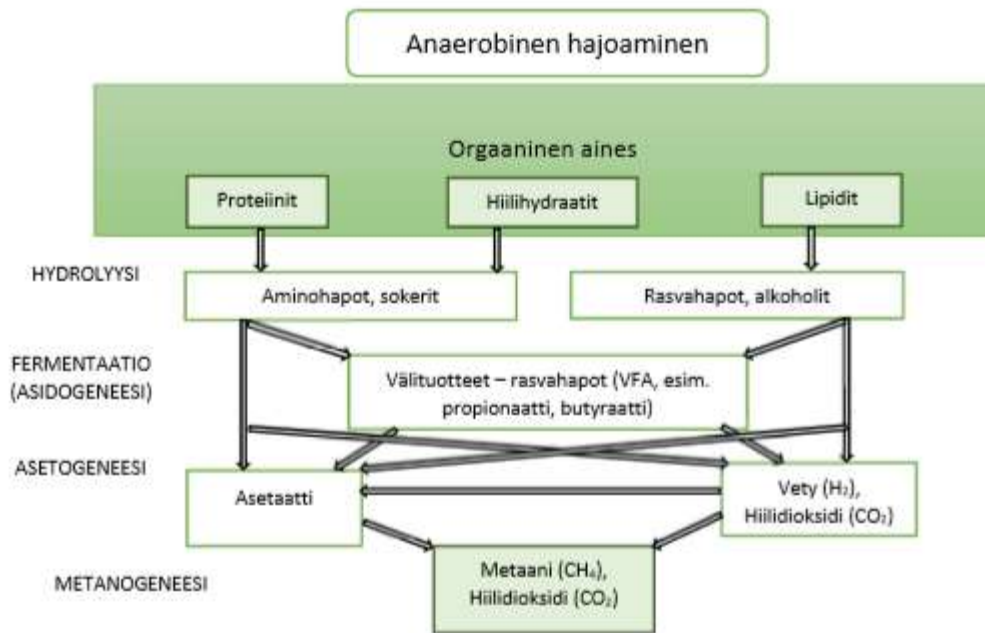 Anaerobinen hajoaminen
Orgaaninen aines
Proteiinit
Hiilihydraatit
Lipidit
HYDROLYYSI
Aminohapot, sokerit
Rasvahapot, alkoholit
FERMENTAATIO
(ASIDOGENEESI)
Välituotteet – rasvahapot (VFA, esim.
propionaatti, butyraatti)
ASETOGENEESI
Asetaatti
Vety (H₂),
Hiilidioksidi (CO₂)
METANOGENEESI
Metaani (CH₄),
Hiilidioksidi (CO₂)